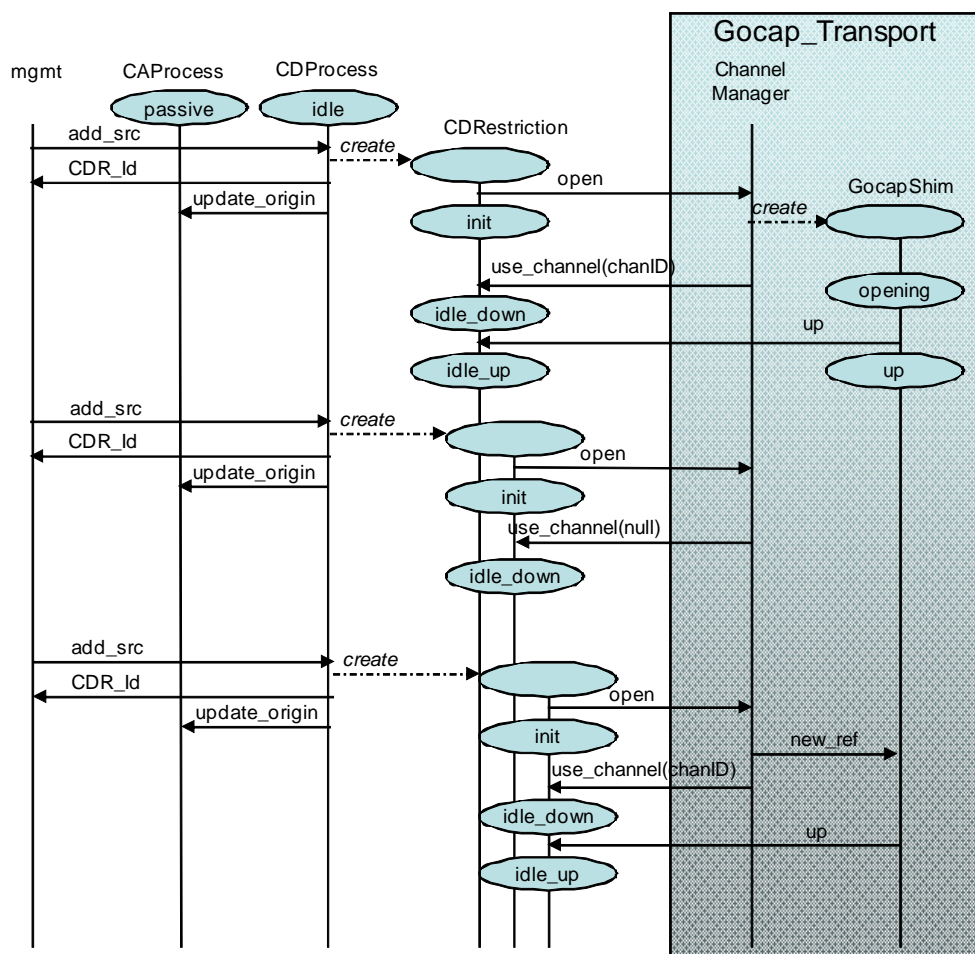 Gocap_Transport
mgmt
CAProcess
CDProcess
Channel
Manager
passive
idle
CDRestriction
add_src
create
CDR_Id
open
GocapShim
update_origin
create
init
use_channel(chanID)
opening
idle_down
up
idle_up
up
add_src
create
CDR_Id
open
update_origin
init
use_channel(null)
idle_down
add_src
create
CDR_Id
open
update_origin
init
new_ref
use_channel(chanID)
idle_down
up
idle_up